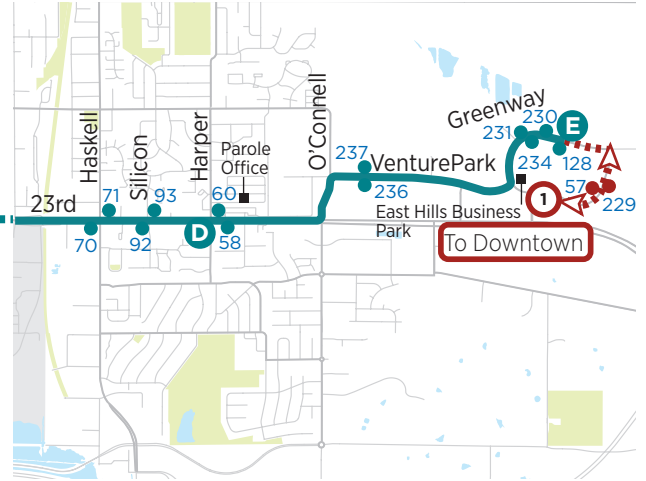 Haskell
Silicon
Harper
O'Connell
Greenway
230
E
231
237
VenturePark
234
128
57
229
236
1
East Hills Business
Park
To Downtown
Parole
Office
71
93
60
23rd
D
70
92
58